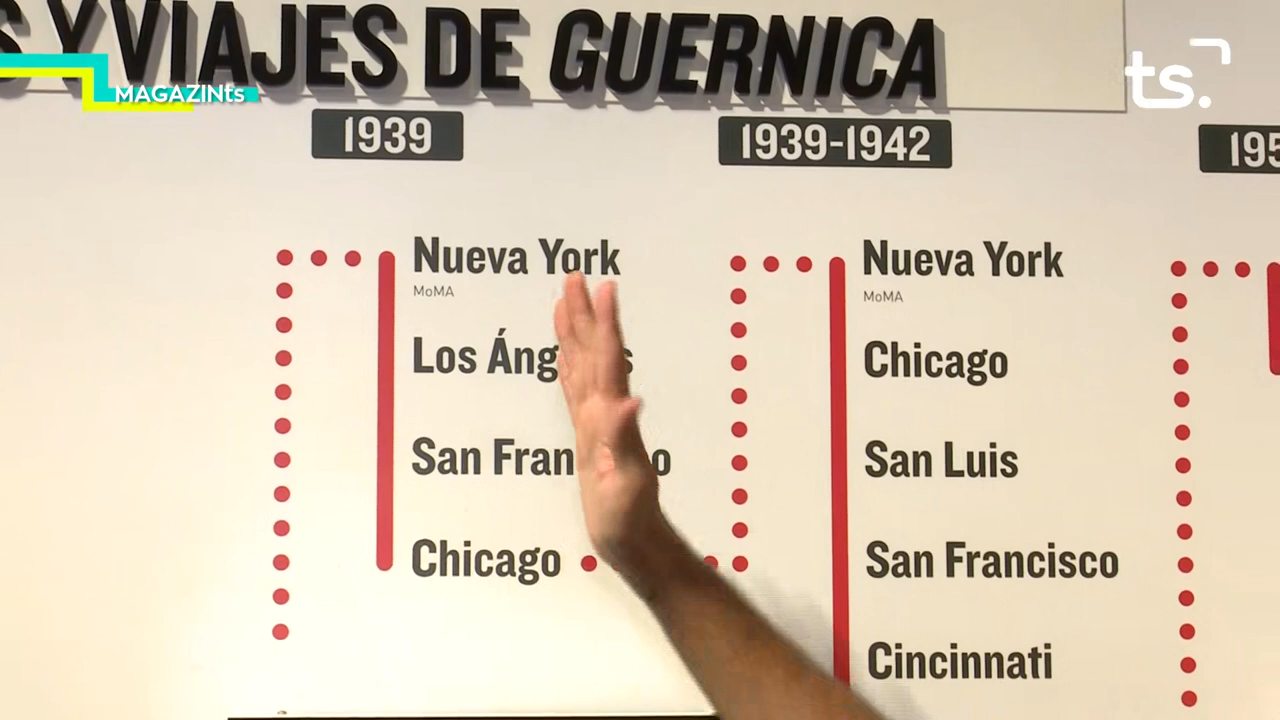 Y VIAJES DE GUERNICA
ts.
MAGAZINts
1939
Nueva York
MoMA
Chicago
1939-1942
Nueva York
MoMA
Chicago
San Luis
San Francisco
Cincinnati